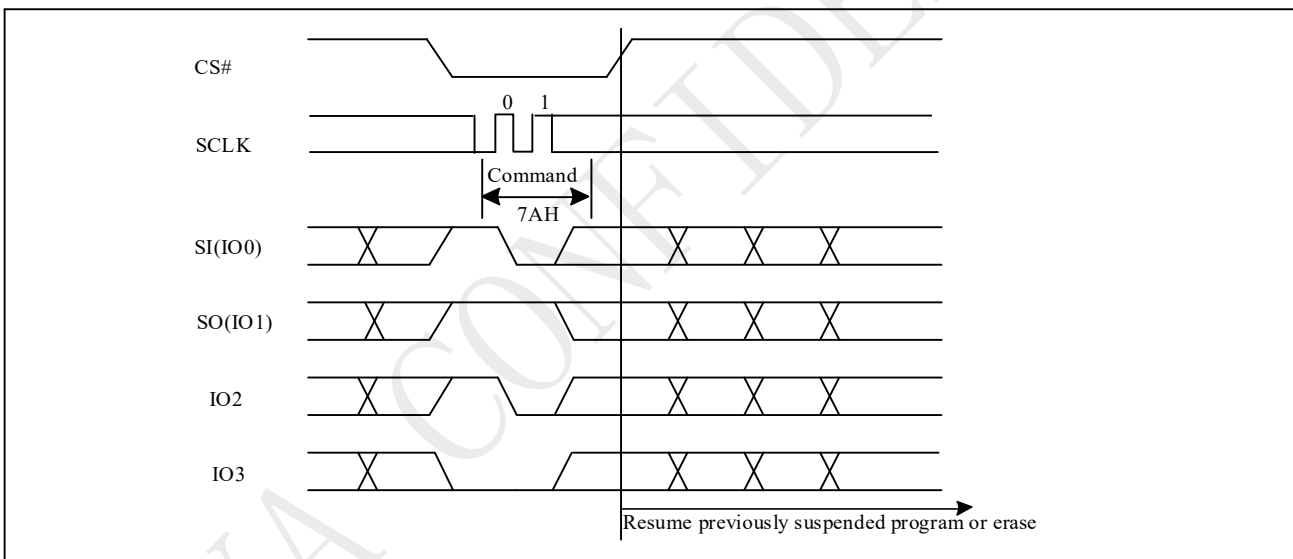 CS#
0 1
SCLK
Command
7AH
SI(IO0)
SO(IO1)
IO2
IO3
Resume previously suspended program or erase